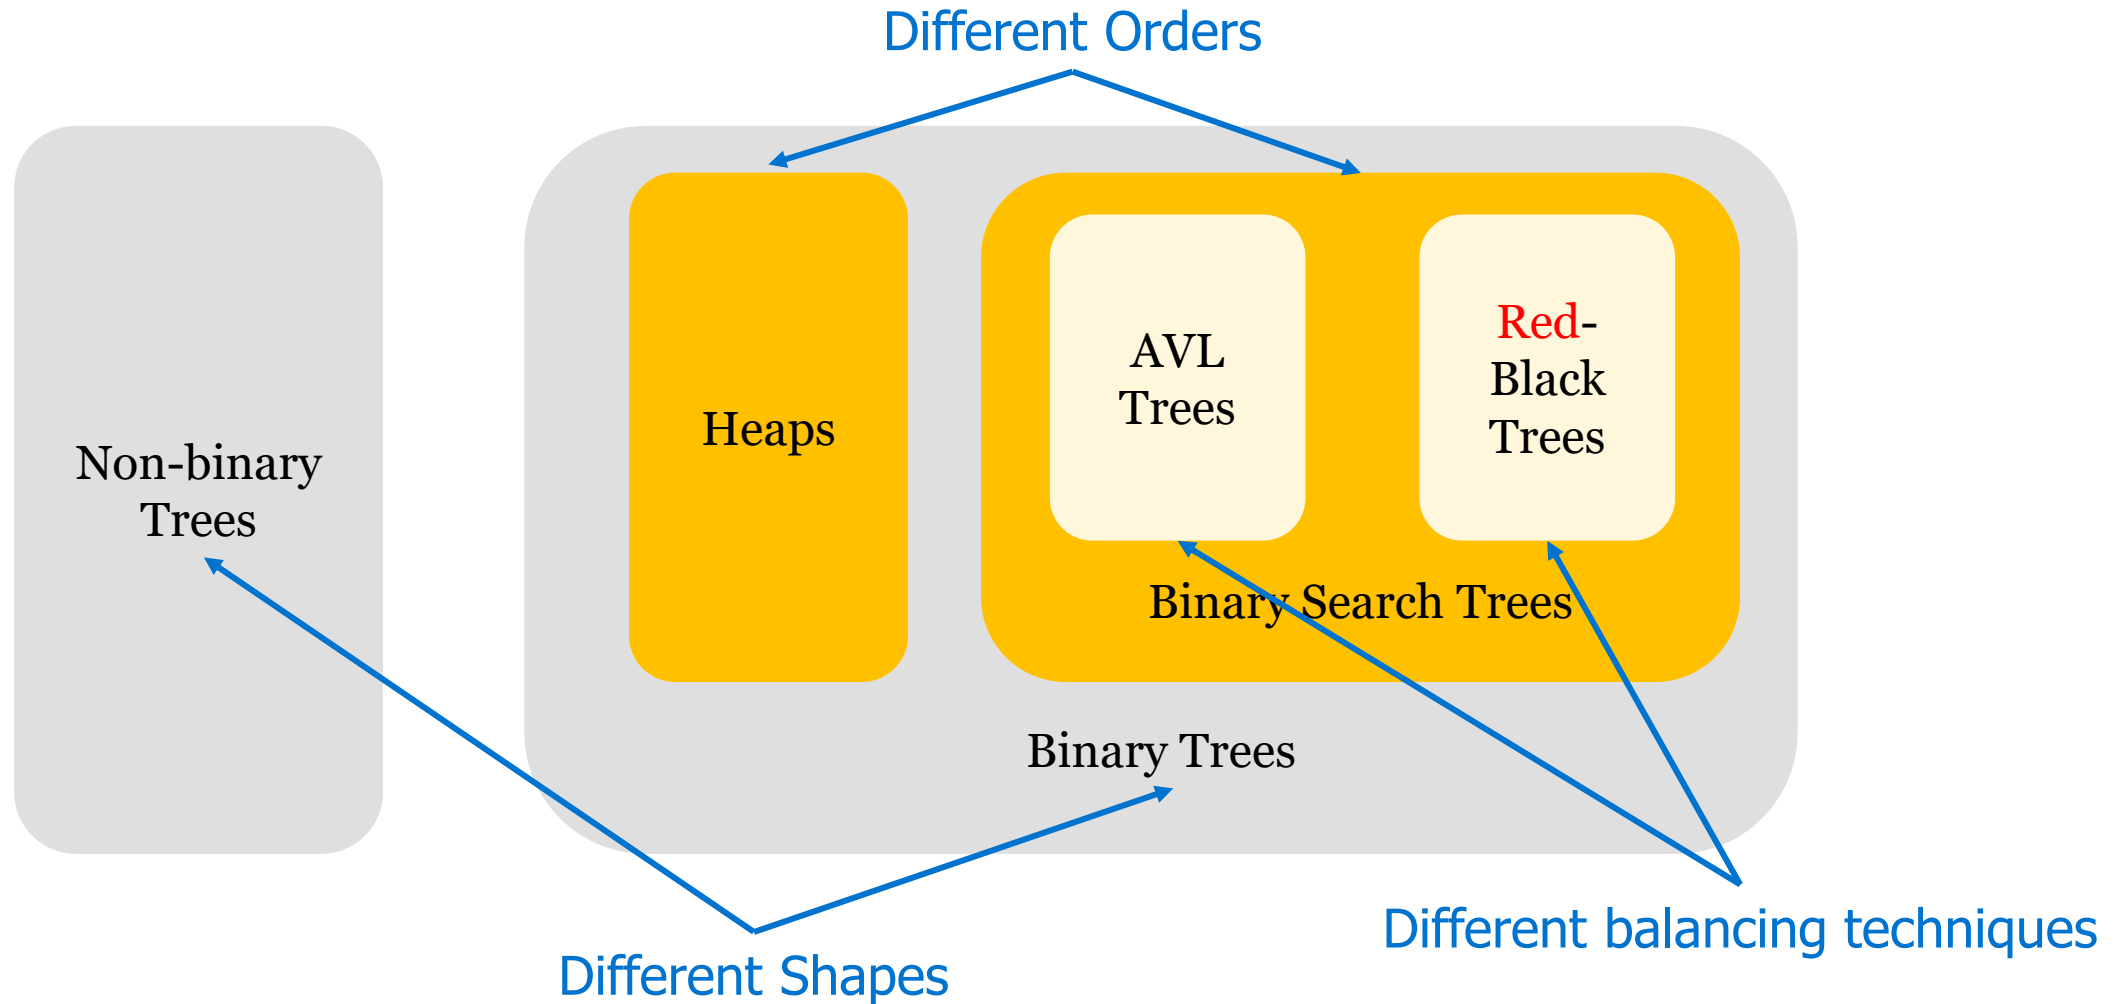 Different Orders
Non-binary
Trees
Heaps
AVL
Trees
Red-
Black
Trees
Binary Search Trees
Binary Trees
Different Shapes
Different balancing techniques